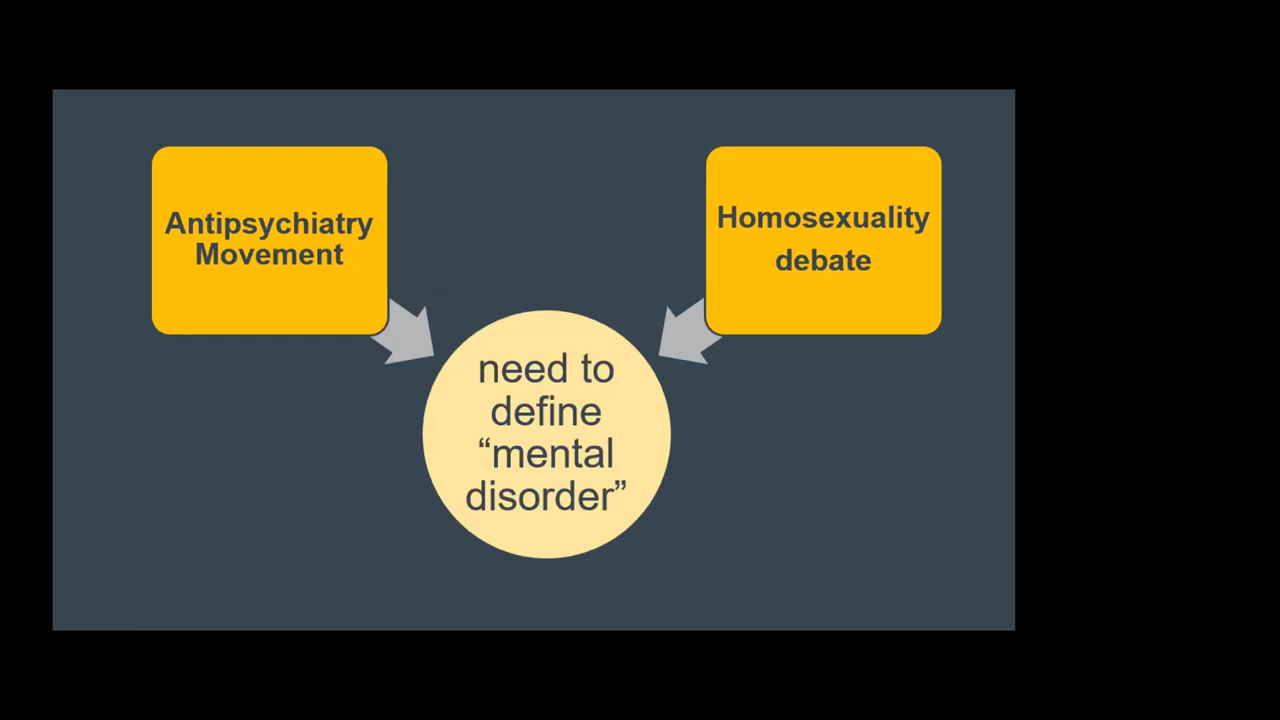 Antipsychiatry
Movement
Homosexuality
debate
need to
define
“mental
disorder”